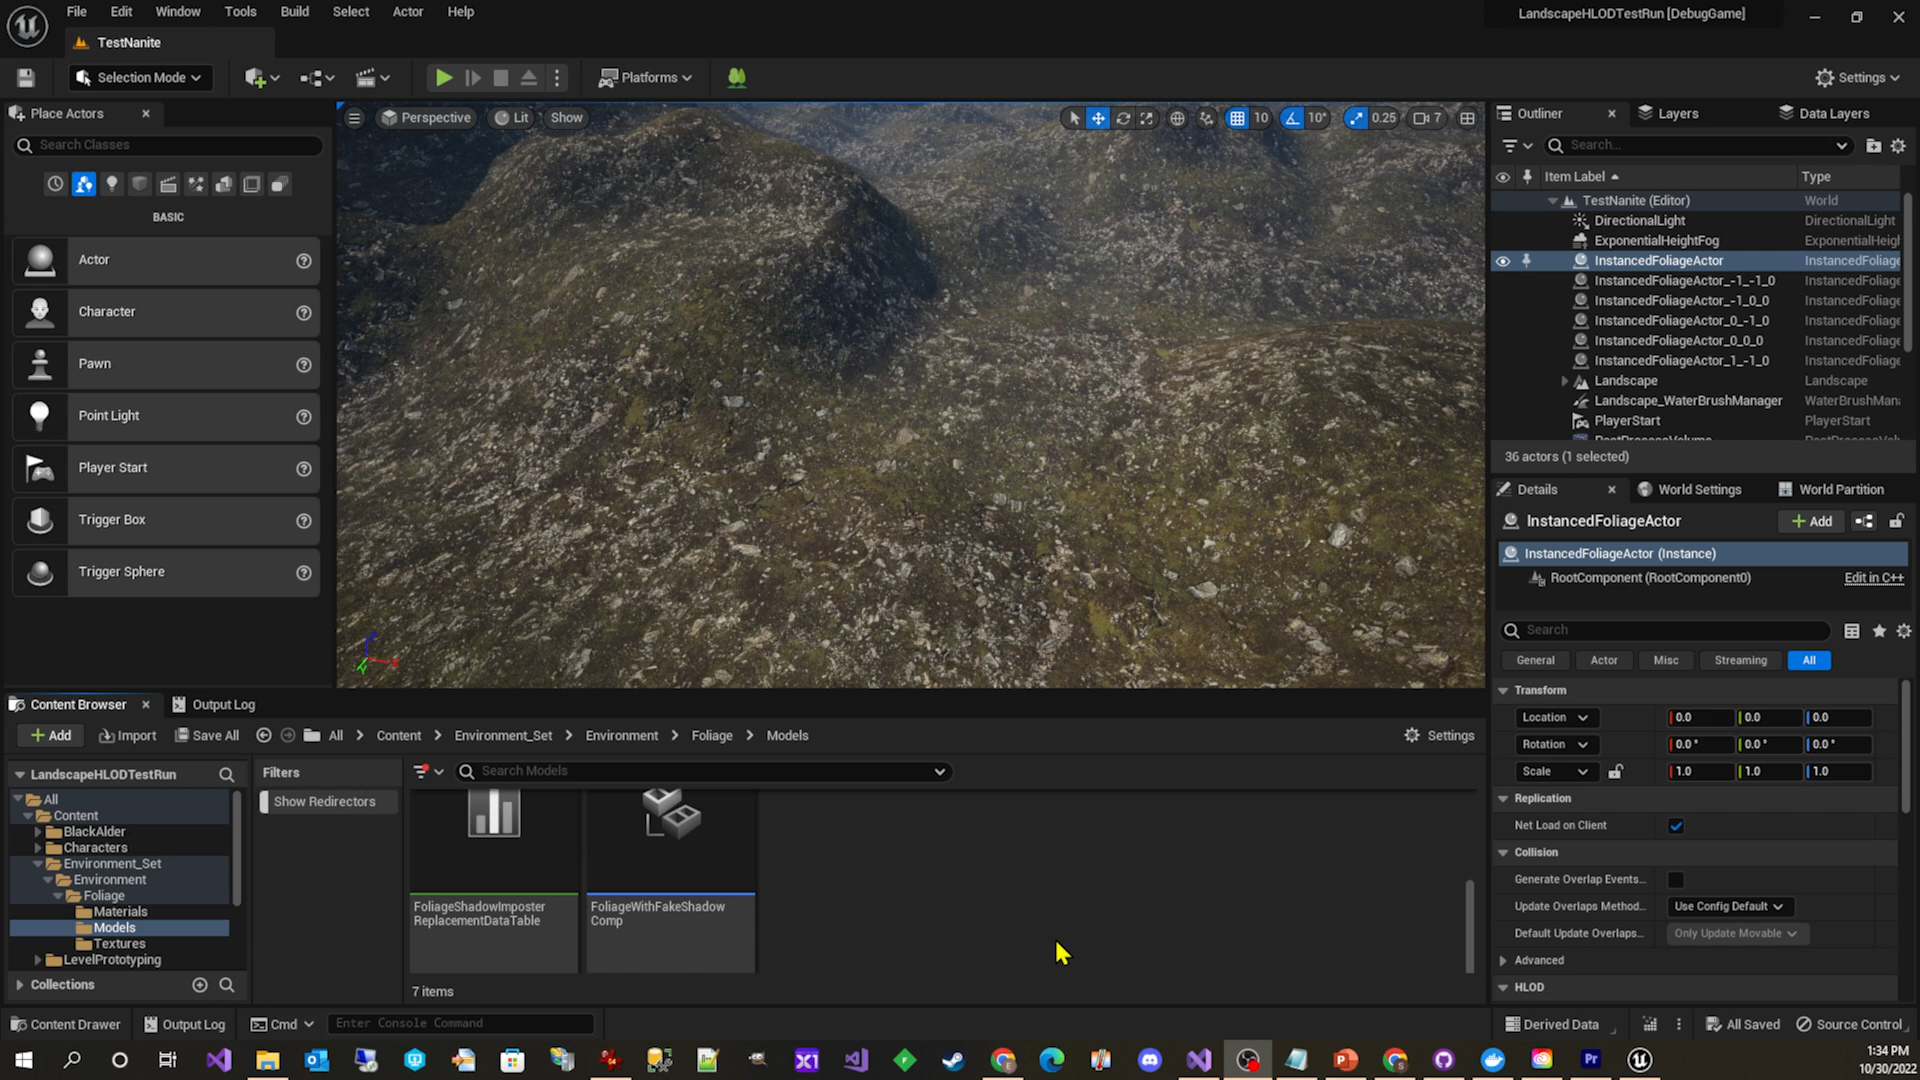 File Edit Window Tools Build Select Actor Help
LandscapeHLODTestRun [DebugGame]
TestNanite
Selection Mode
Platforms
Settings
Place Actors
Search Classes
BASIC
Actor
Character
Pawn
Point Light
Player Start
Trigger Box
Trigger Sphere
Perspective
Lit
Show
10
10°
0.25
7
Outliner
Layers
Data Layers
Search...
Item Label
Type
TestNanite (Editor) World
DirectionalLight DirectionalLight
ExponentialHeightFog ExponentialHeigh
InstancedFoliageActor InstancedFoliage
InstancedFoliageActor_-1_-1_0 InstancedFoliage
InstancedFoliageActor_-1_0_0 InstancedFoliage
InstancedFoliageActor_0_-1_0 InstancedFoliage
InstancedFoliageActor_0_0_0 InstancedFoliage
InstancedFoliageActor_1_-1_0 InstancedFoliage
Landscape Landscape
Landscape_WaterBrushManager WaterBrushMan
PlayerStart PlayerStart
36 actors (1 selected)
Details
World Settings
World Partition
InstancedFoliageActor
Add
InstancedFoliageActor (Instance)
RootComponent (RootComponent0)
Edit in C++
Search
General Actor Misc Streaming All
Transform
Location 0.0 0.0 0.0
Rotation 0.0° 0.0° 0.0°
Scale 1.0 1.0 1.0
Replication
Net Load on Client
Collision
Generate Overlap Events...
Update Overlaps Method... Use Config Default
Default Update Overlaps... Only Update Movable
Advanced
HLOD
Content Browser
Output Log
Add
Import
Save All
All > Content > Environment_Set > Environment > Foliage > Models
Settings
LandscapeHLODTestRun
All
Content
BlackAlder
Characters
Environment_Set
Environment
Foliage
Materials
Models
Textures
LevelPrototyping
Collections
Filters
Show Redirectors
Search Models
FoliageShadowImposter
ReplacementDataTable
FoliageWithFakeShadow
Comp
7 items
Content Drawer
Output Log
Cmd
Enter Console Command
Derived Data
All Saved
Source Control
1:34 PM
10/30/2022